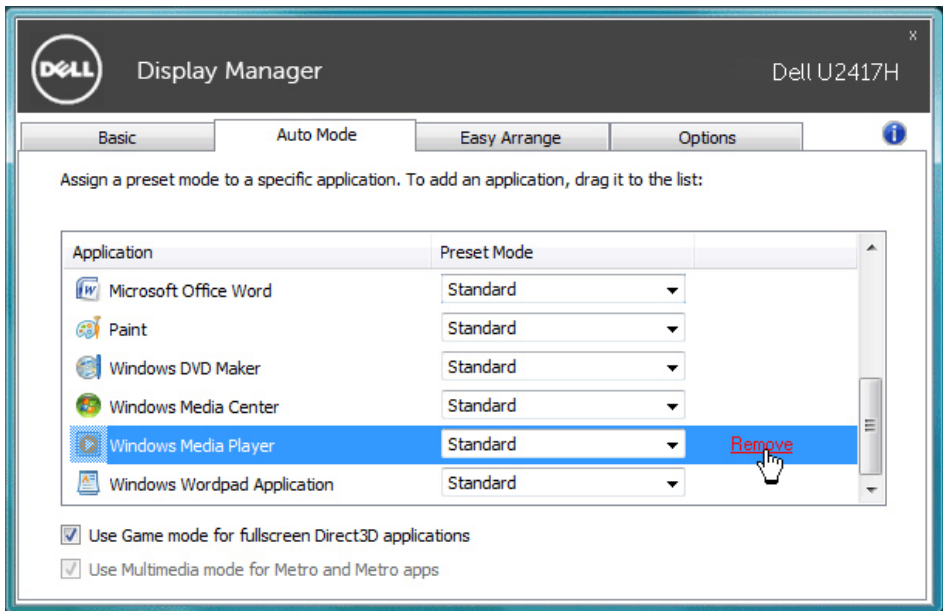 x
DELL Display Manager Dell U2417H
Basic Auto Mode Easy Arrange Options i
Assign a preset mode to a specific application. To add an application, drag it to the list:
Application Preset Mode
Microsoft Office Word Standard
Paint Standard
Windows DVD Maker Standard
Windows Media Center Standard
Windows Media Player Standard Remove
Windows Wordpad Application Standard
Use Game mode for fullscreen Direct3D applications
Use Multimedia mode for Metro and Metro apps